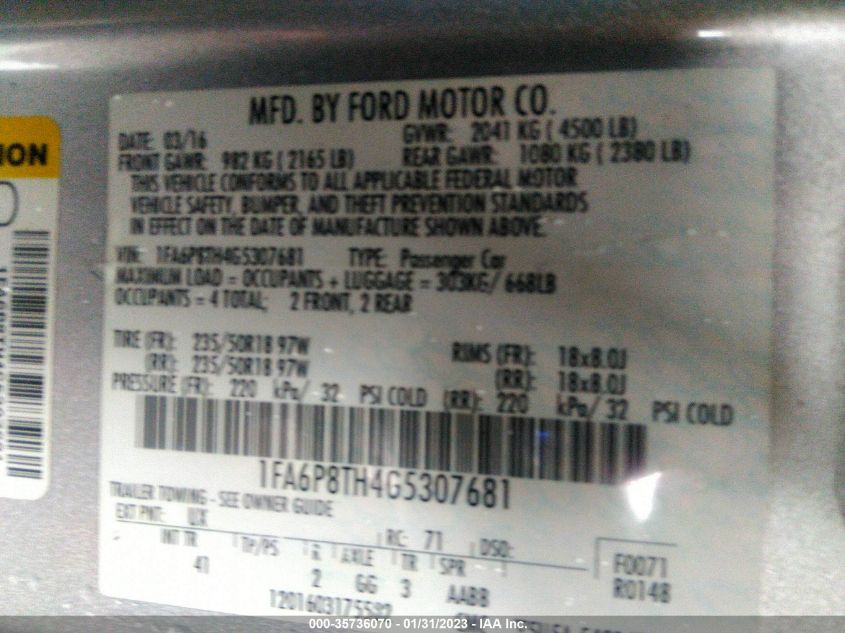 MFD. BY FORD MOTOR CO.
DATE: 03/16 GVWR: 2041 KG ( 4500 LB)
FRONT GAWR: 982 KG ( 2165 LB) REAR GAWR: 1080 KG ( 2380 LB)
THIS VEHICLE CONFORMS TO ALL APPLICABLE FEDERAL MOTOR
VEHICLE SAFETY, BUMPER, AND THEFT PREVENTION STANDARDS
IN EFFECT ON THE DATE OF MANUFACTURE SHOWN ABOVE.
VIN: 1FA6P8TH4G5307681 TYPE: Passenger Car
MAXIMUM LOAD = OCCUPANTS + LUGGAGE = 303KG/ 668LB
OCCUPANTS = 4 TOTAL; 2 FRONT, 2 REAR
TIRE (FR): 235/50R18 97W RIMS (FR): 18x8.0J
(RR): 235/50R18 97W (RR): 18x8.0J
PRESSURE (FR): 220 kPa/ 32 PSI COLD (RR): 220 kPa/ 32 PSI COLD
1FA6P8TH4G5307681
TRAILER TOWING - SEE OWNER GUIDE
EXT PNT: UX RC: 71 DSO:
INT TR TP/PS R AXLE TR SPR
41 2 GG 3 AABB
F0071
R0148
1201603175582
000-35736070 / 01/31/2023 - IAA Inc.